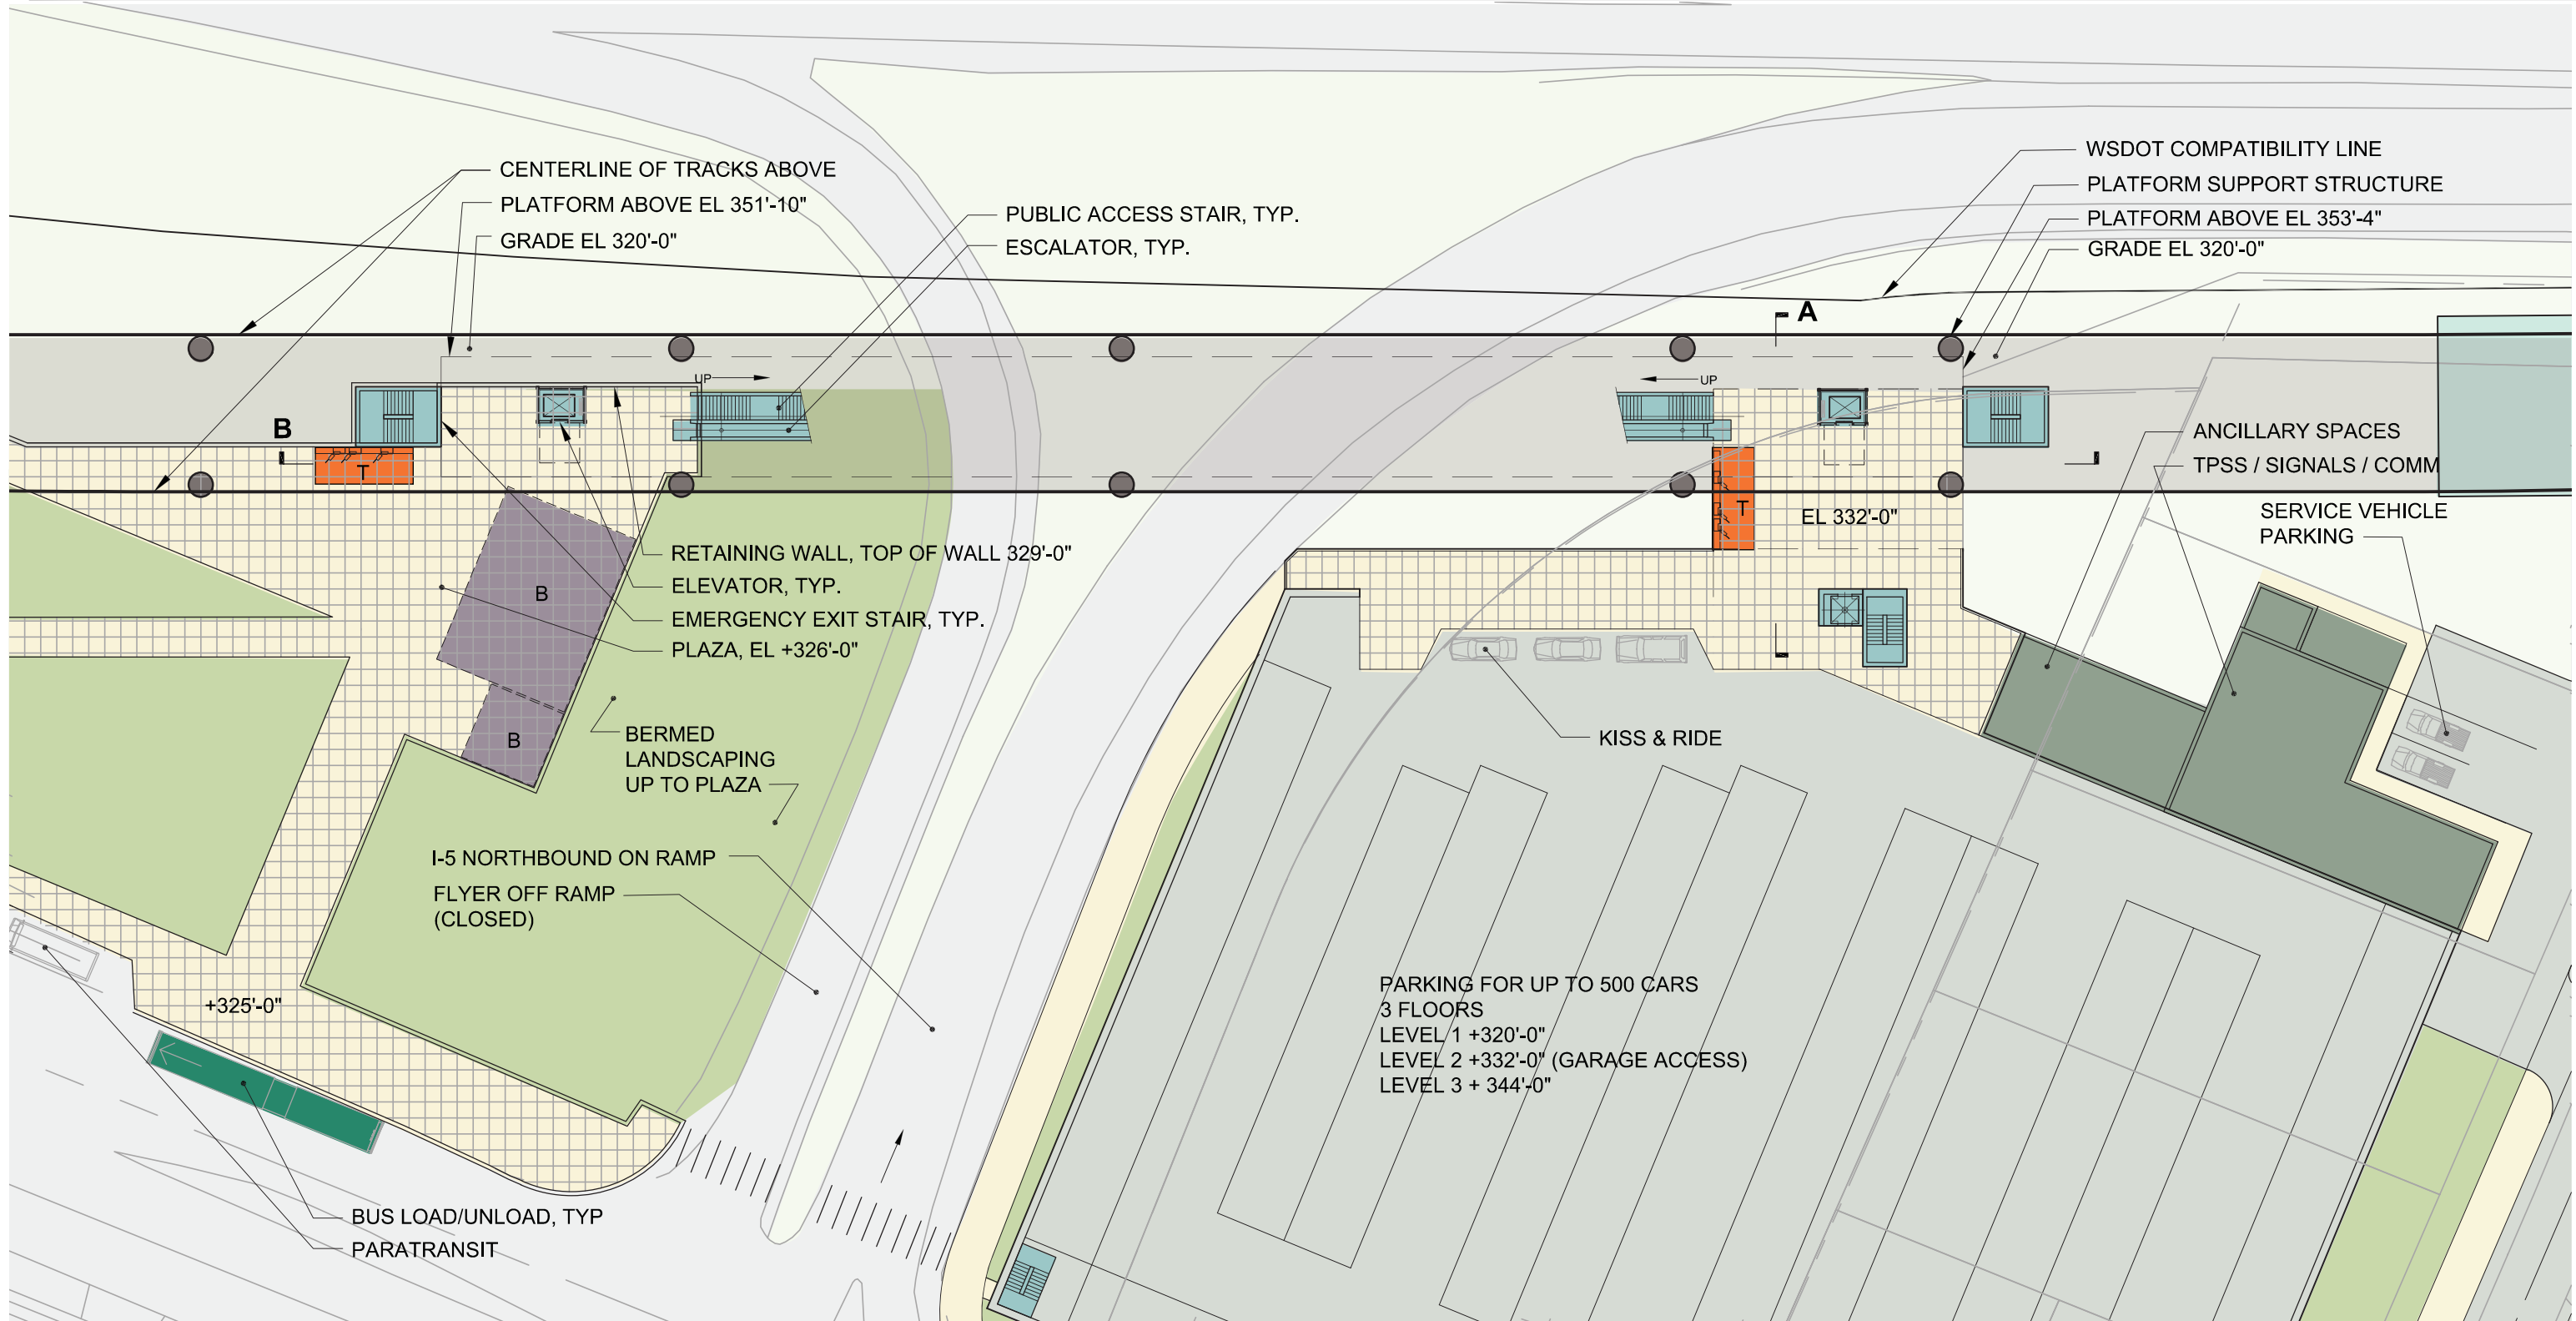 CENTERLINE OF TRACKS ABOVE
PLATFORM ABOVE EL 351'-10"
GRADE EL 320'-0"
PUBLIC ACCESS STAIR, TYP.
ESCALATOR, TYP.
WSDOT COMPATIBILITY LINE
PLATFORM SUPPORT STRUCTURE
PLATFORM ABOVE EL 353'-4"
GRADE EL 320'-0"
A
UP
UP
B
T
ANCILLARY SPACES
TPSS / SIGNALS / COMM
T
EL 332'-0"
SERVICE VEHICLE
PARKING
RETAINING WALL, TOP OF WALL 329'-0"
ELEVATOR, TYP.
EMERGENCY EXIT STAIR, TYP.
PLAZA, EL +326'-0"
B
B
BERMED
LANDSCAPING
UP TO PLAZA
KISS & RIDE
I-5 NORTHBOUND ON RAMP
FLYER OFF RAMP
(CLOSED)
+325'-0"
PARKING FOR UP TO 500 CARS
3 FLOORS
LEVEL 1 +320'-0"
LEVEL 2 +332'-0" (GARAGE ACCESS)
LEVEL 3 + 344'-0"
BUS LOAD/UNLOAD, TYP
PARATRANSIT